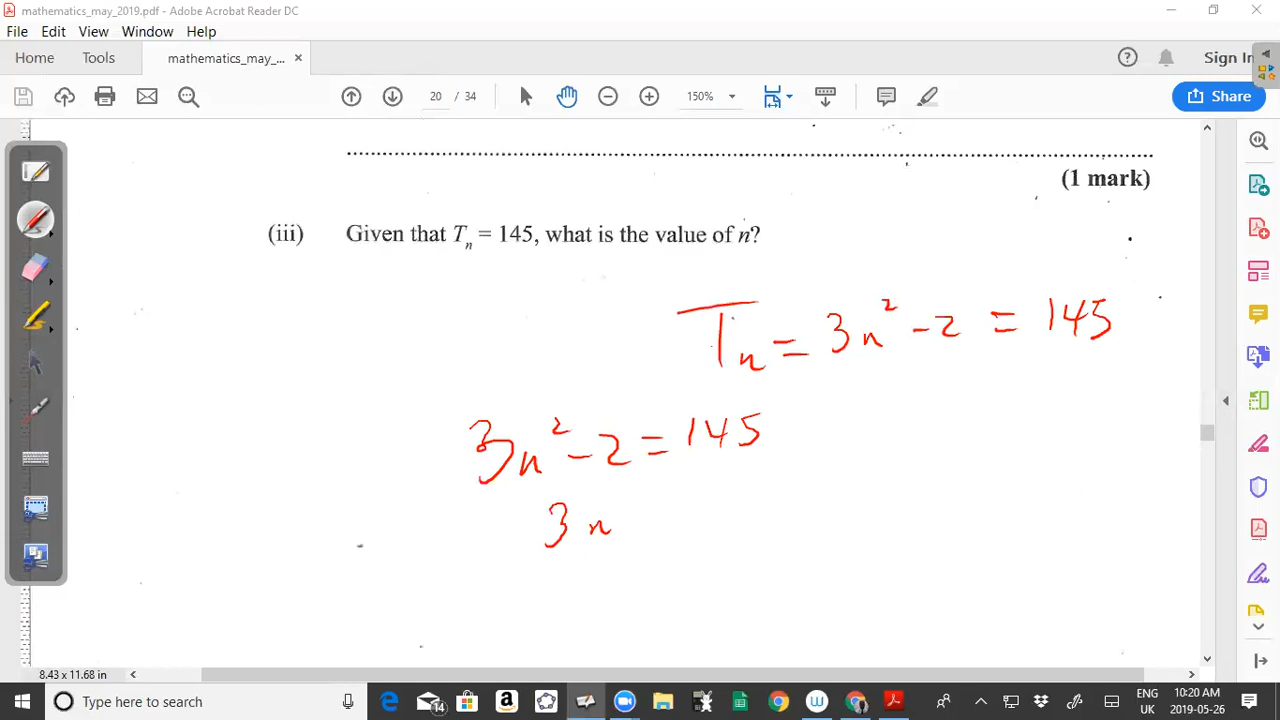 mathematics_may_2019.pdf - Adobe Acrobat Reader DC
File Edit View Window Help
Home Tools mathematics_may_... × Sign In
20 / 34 150% Share
(1 mark)
(iii) Given that Tn = 145, what is the value of n?
Tn = 3n² - 2 = 145
3n² - 2 = 145
3n
8.43 x 11.68 in
Type here to search 14 ENG 10:20 AM
UK 2019-05-26